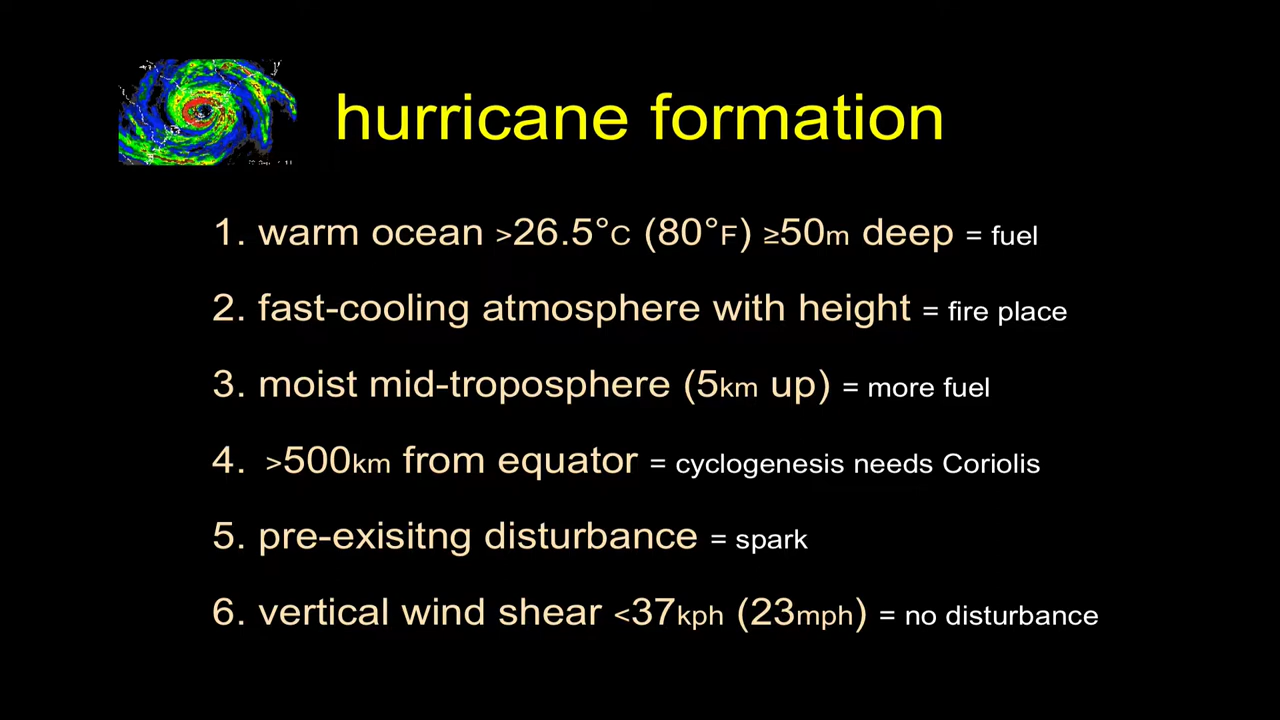 hurricane formation
1. warm ocean >26.5°C (80°F) ≥50m deep = fuel
2. fast-cooling atmosphere with height = fire place
3. moist mid-troposphere (5km up) = more fuel
4. >500km from equator = cyclogenesis needs Coriolis
5. pre-exisitng disturbance = spark
6. vertical wind shear <37kph (23mph) = no disturbance